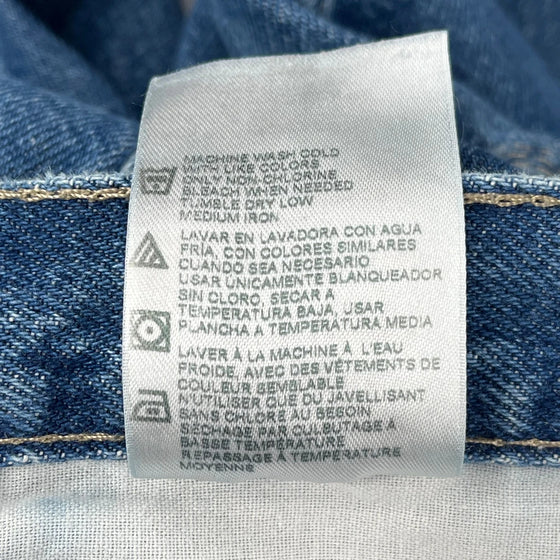 MACHINE WASH COLD
WITH LIKE COLORS
ONLY NON CHLORINE
BLEACH WHEN NEEDED
TUMBLE DRY LOW
MEDIUM IRON
LAVAR EN LAVADORA CON AGUA
FRÍA, CON COLORES SIMILARES
CUANDO SEA NECESARIO
USAR ÚNICAMENTE BLANQUEADOR
SIN CLORO, SECAR A
TEMPERATURA BAJA, USAR
PLANCHA A TEMPERATURA MEDIA
LAVER À LA MACHINE À L'EAU
FROIDE, AVEC DES VÊTEMENTS DE
COULEUR SEMBLABLE
N'UTILISER QUE DU JAVELLISANT
SANS CHLORE AU BESOIN
SÉCHAGE PAR CULBUTAGE À
BASSE TEMPÉRATURE
REPASSAGE À TEMPÉRATURE
MOYENNE